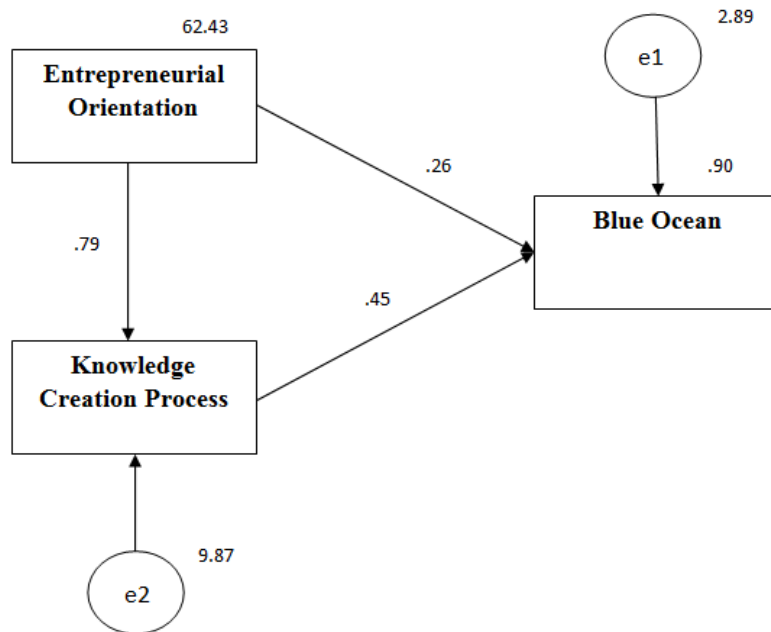 62.43
2.89
Entrepreneurial
Orientation
e1
.26
.90
Blue Ocean
.79
.45
Knowledge
Creation Process
9.87
e2